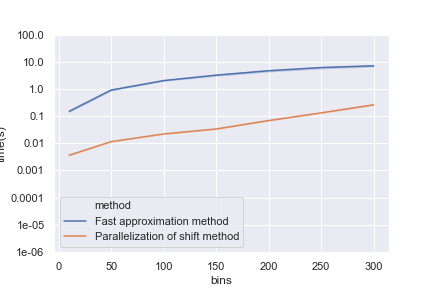 100.0
10.0
1.0
0.1
0.01
0.001
0.0001
1e-05
1e-06
time(s)
method
Fast approximation method
Parallelization of shift method
0 50 100 150 200 250 300
bins